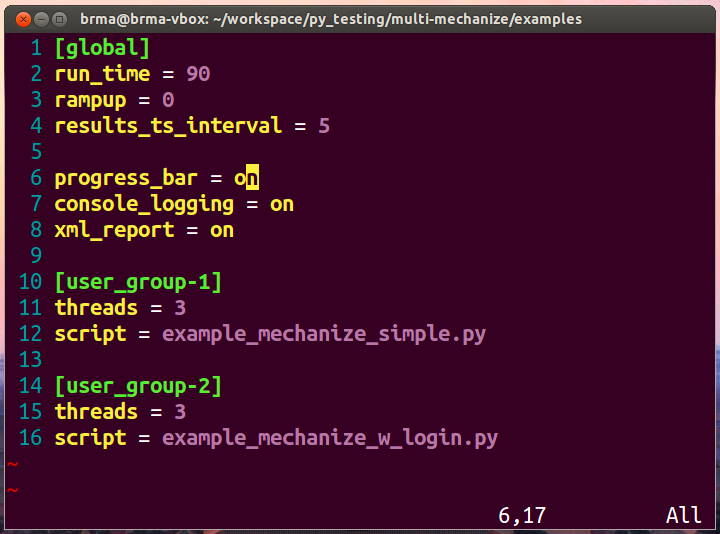 brma@brma-vbox: ~/workspace/py_testing/multi-mechanize/examples
1 [global]
2 run_time = 90
3 rampup = 0
4 results_ts_interval = 5
5
6 progress_bar = on
7 console_logging = on
8 xml_report = on
9
10 [user_group-1]
11 threads = 3
12 script = example_mechanize_simple.py
13
14 [user_group-2]
15 threads = 3
16 script = example_mechanize_w_login.py
~
~
6,17 All